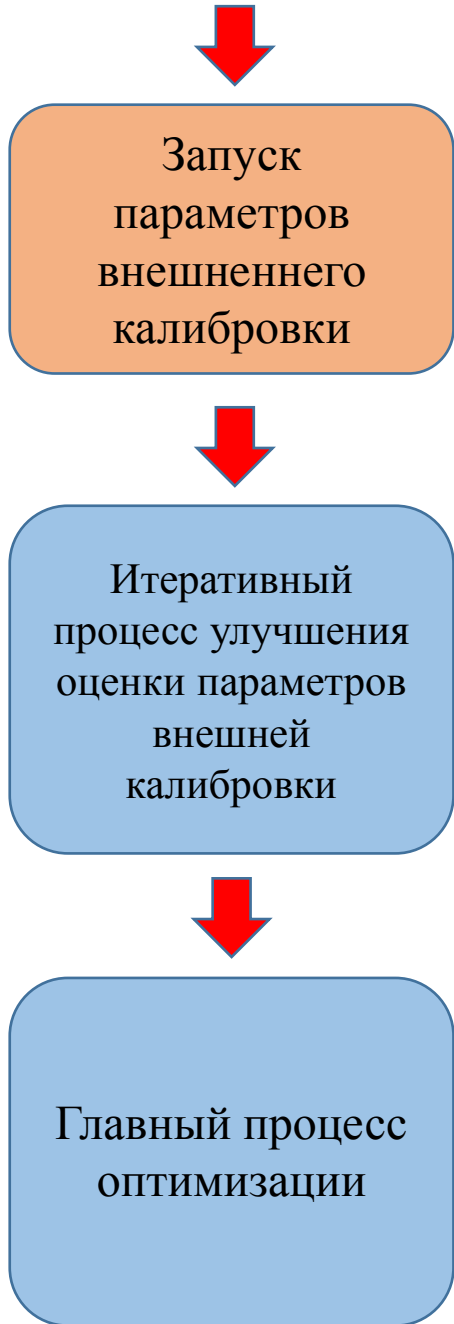 Запуск
параметров
внешненнего
калибровки
Итеративный
процесс улучшения
оценки параметров
внешней
калибровки
Главный процесс
оптимизации